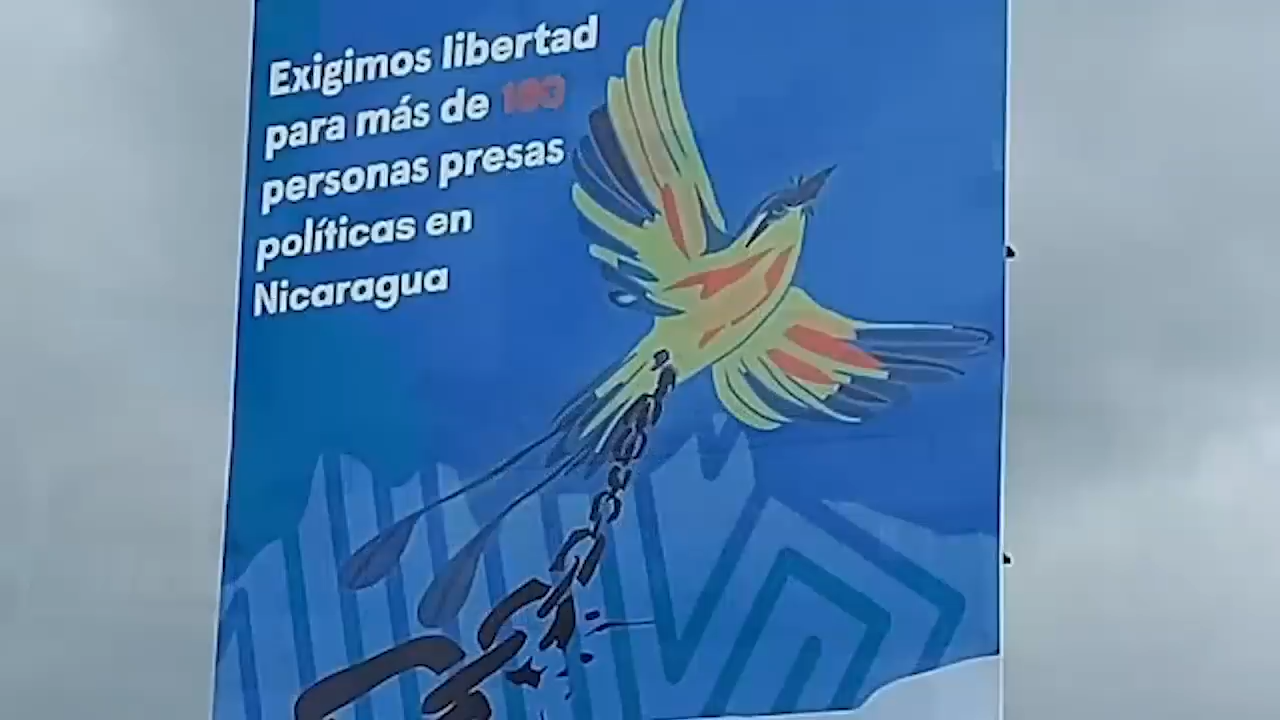 Exigimos libertad
para más de
personas presas
políticas en
Nicaragua